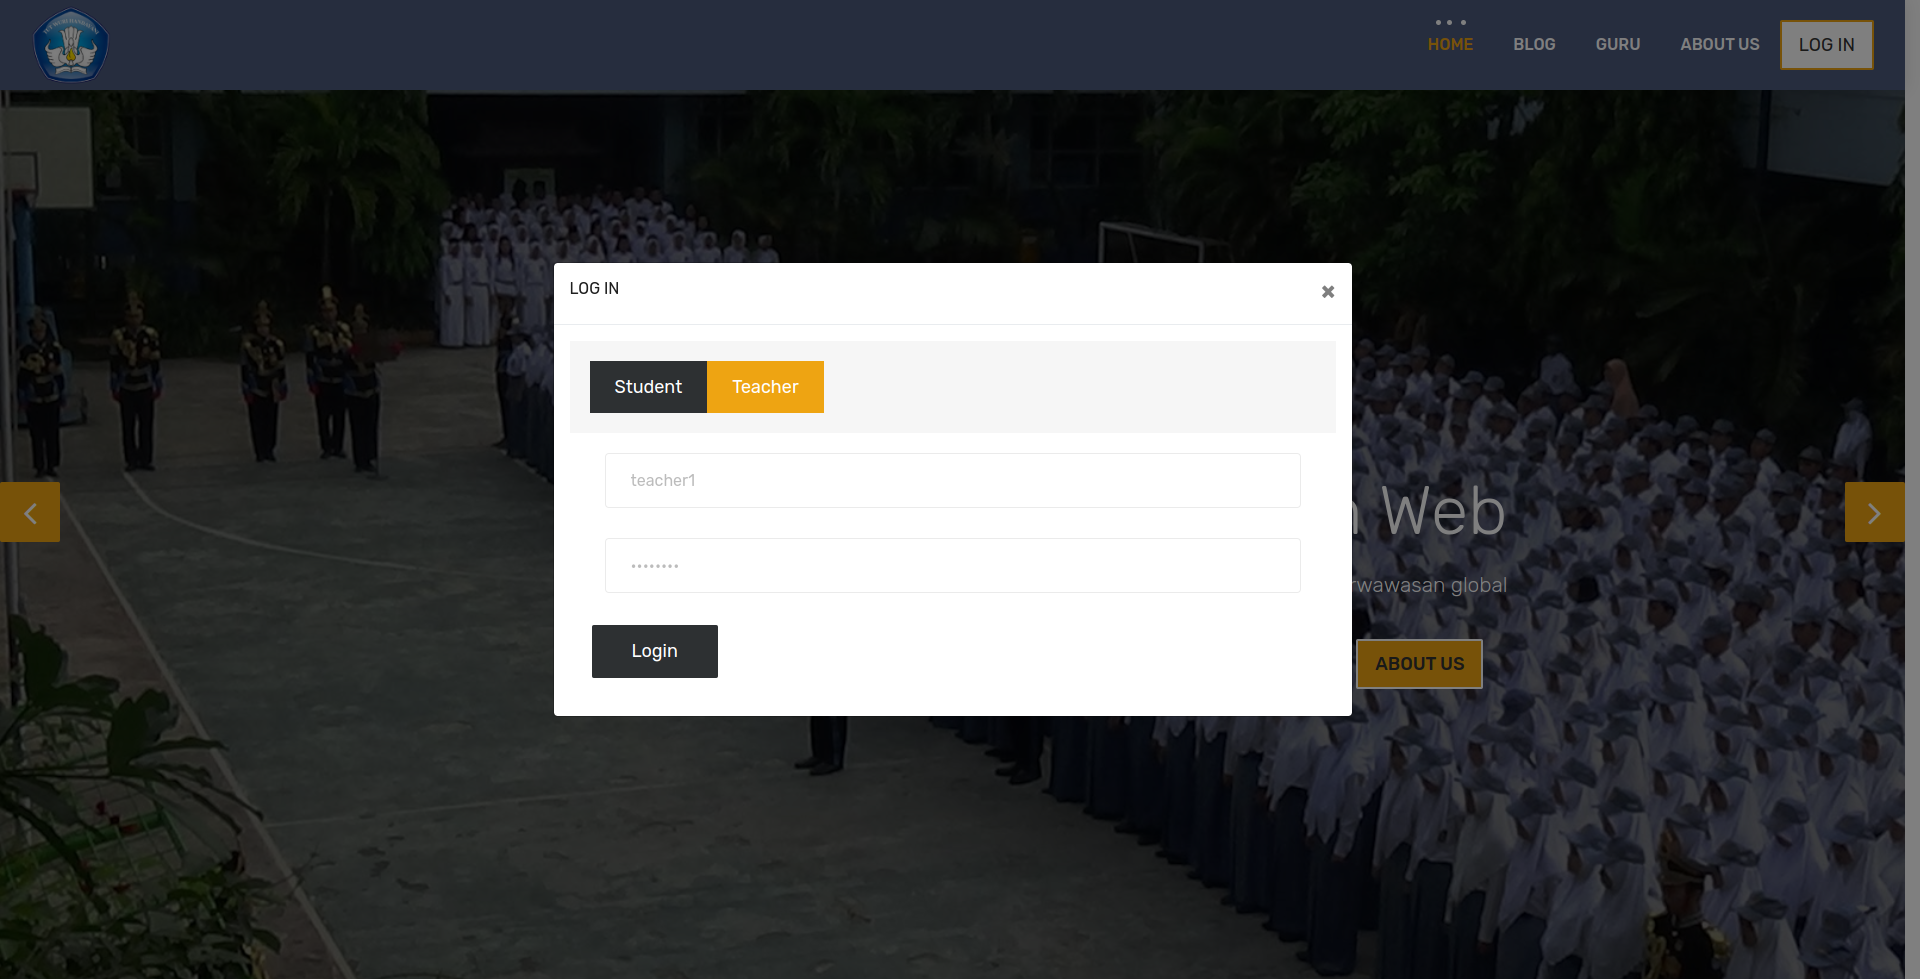 HOME BLOG GURU ABOUT US LOG IN
LOG IN
Student Teacher
teacher1
Login
Web
wawasan global
ABOUT US